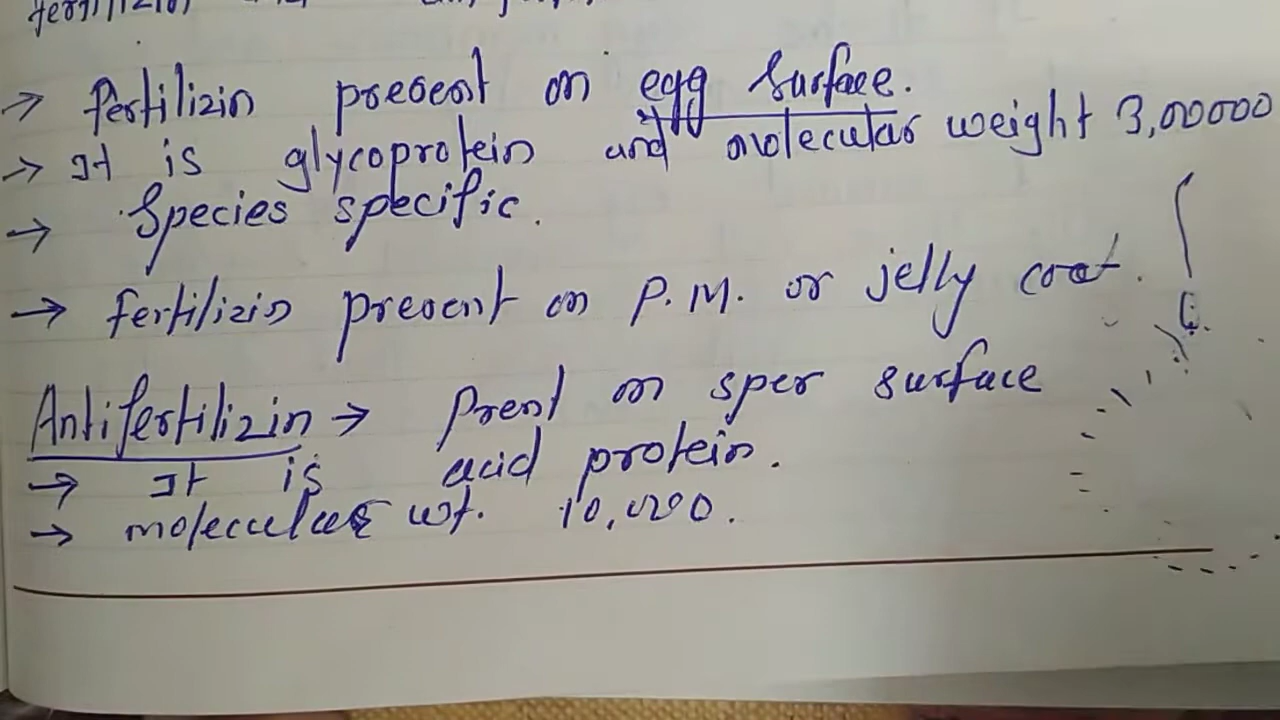 → fertilizin present on egg surface.
→ It is glycoprotein and molecular weight 3,00000
→ Species specific.
→ fertilizin present on P.M. or jelly coat.
Antifertilizin → Prent on sper surface
→ It is acid protein.
→ molecular wt. 10,000.